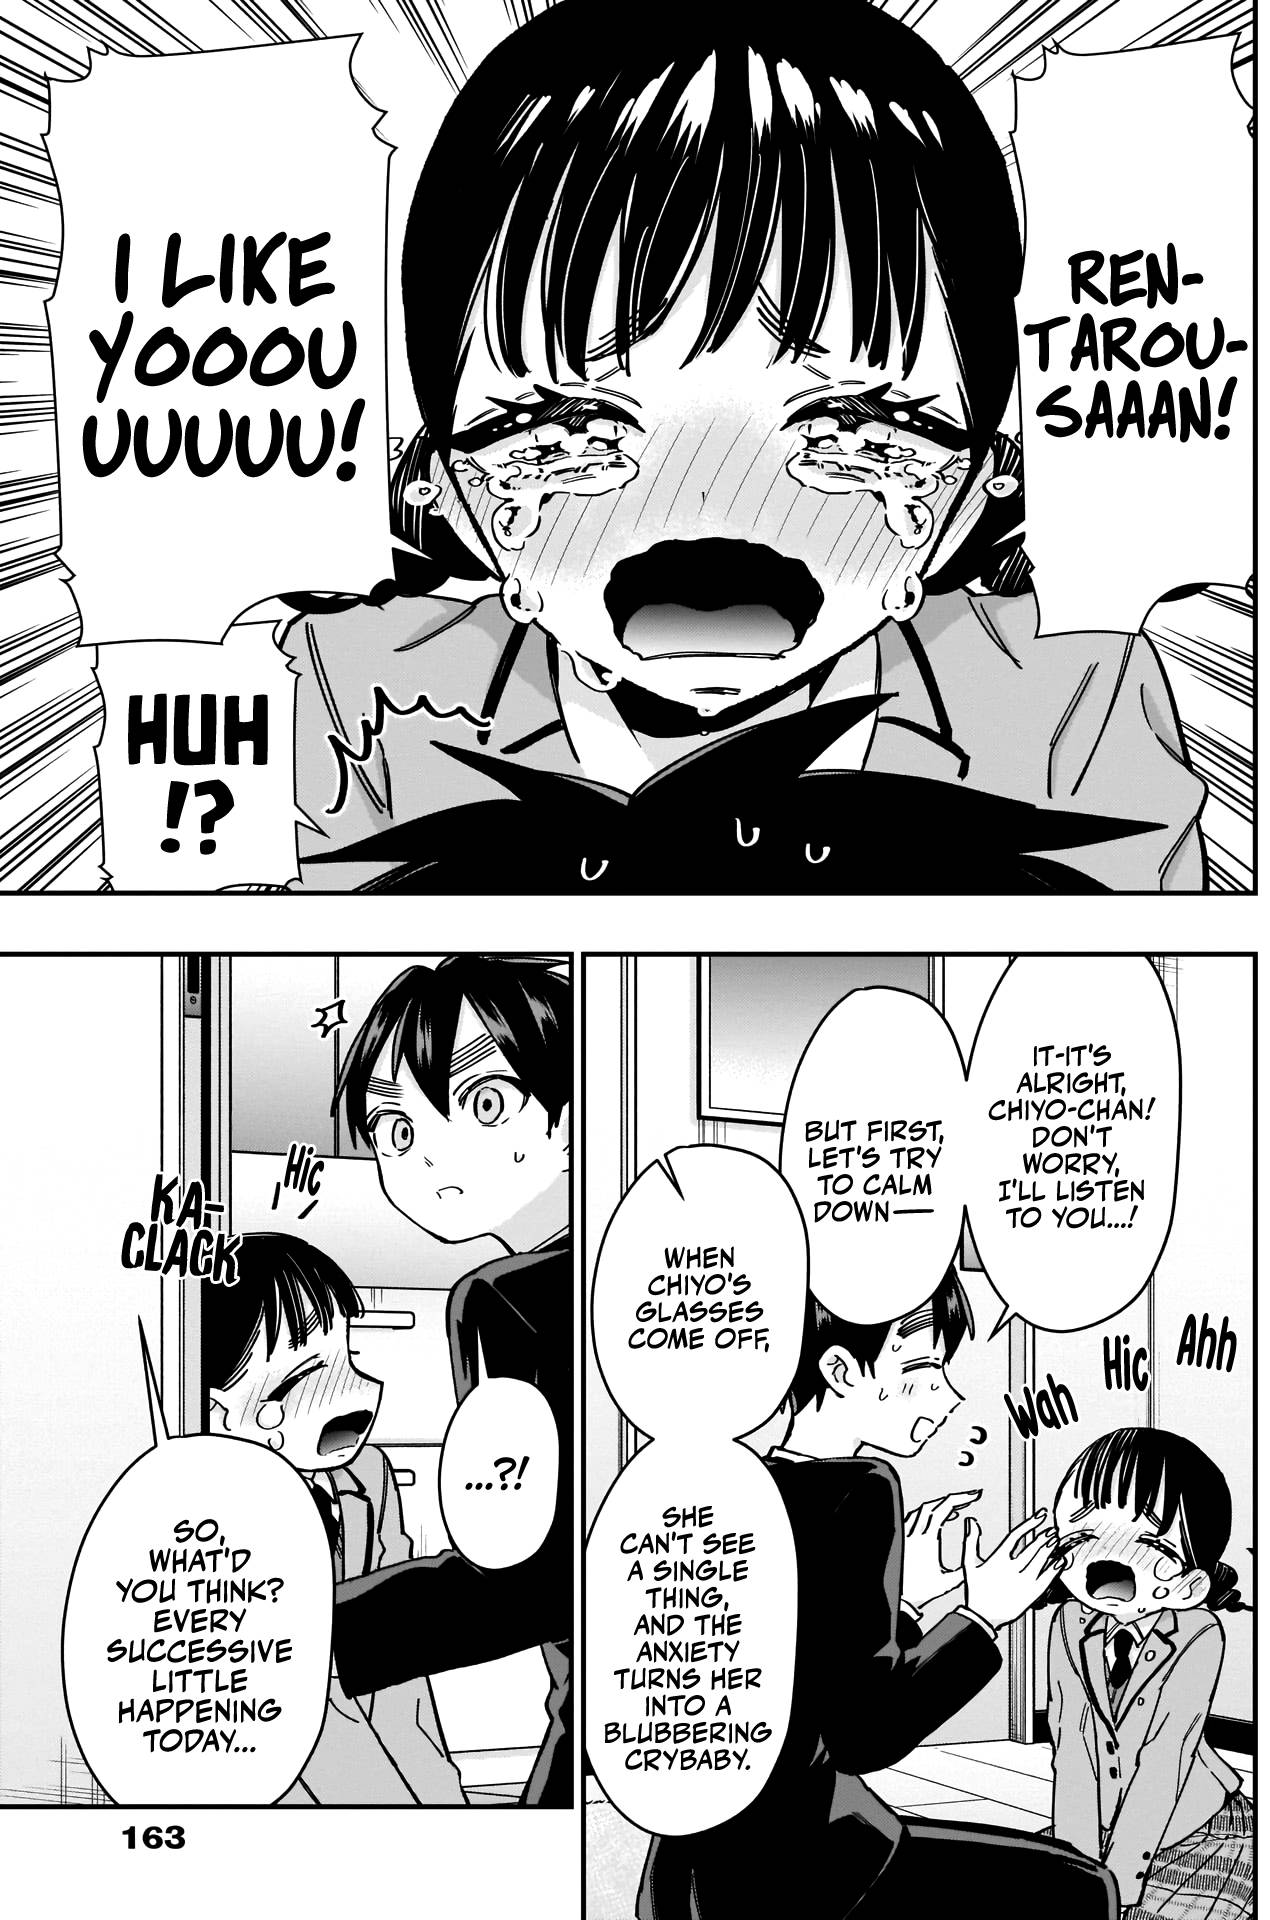 REN-
TAROU-
SAAAN!
I LIKE
YOOOU
UUUUU!
HUH
!?
IT-IT'S
ALRIGHT,
CHIYO-CHAN!
DON'T
WORRY,
I'LL LISTEN
TO YOU...!
BUT FIRST,
LET'S TRY
TO CALM
DOWN——
Ahh
Hic
Wah
WHEN
CHIYO'S
GLASSES
COME OFF,
SHE
CAN'T SEE
A SINGLE
THING,
AND THE
ANXIETY
TURNS HER
INTO A
BLUBBERING
CRYBABY.
Hic
KA-
CLACK
...?!
SO,
WHAT'D
YOU THINK?
EVERY
SUCCESSIVE
LITTLE
HAPPENING
TODAY...
163